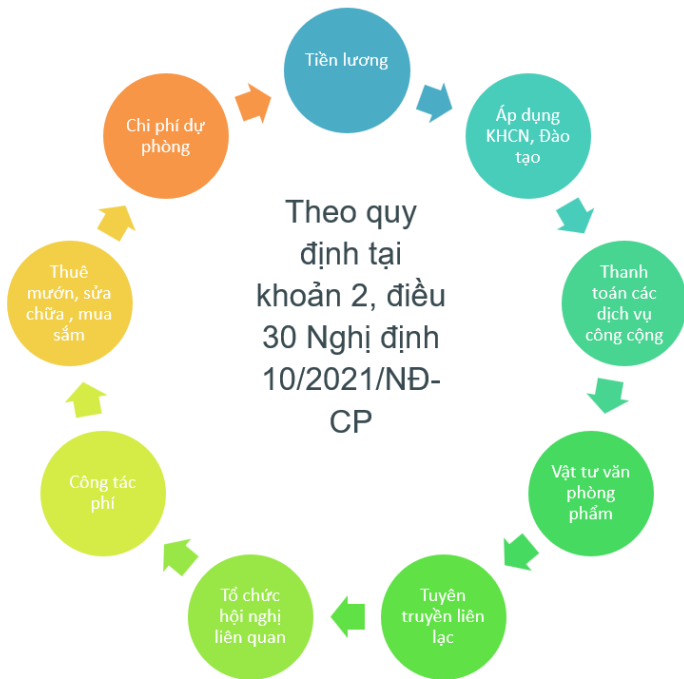 Tiền lương
Áp dụng
KHCN, Đào
tạo
Thanh
toán các
dịch vụ
công cộng
Vật tư văn
phòng
phẩm
Tuyên
truyền liên
lạc
Tổ chức
hội nghị
liên quan
Công tác
phí
Thuê
mướn, sửa
chữa , mua
sắm
Chi phí dự
phòng
Theo quy
định tại
khoản 2, điều
30 Nghị định
10/2021/NĐ-
CP